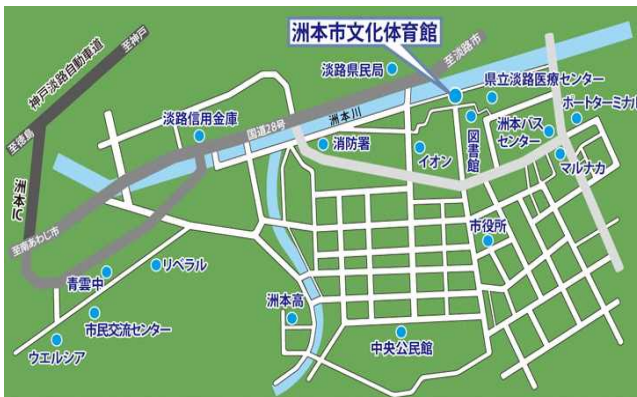 洲本市文化体育館
至神戸
神戸淡路自動車道
至淡路市
淡路県民局
県立淡路医療センター
ポートターミナル
淡路信用金庫
国道28号
洲本川
消防署
イオン
図書館
洲本バス
センター
マルナカ
至徳島
洲本IC
至南あわじ市
市役所
青雲中
リベラル
洲本高
市民交流センター
ウエルシア
中央公民館